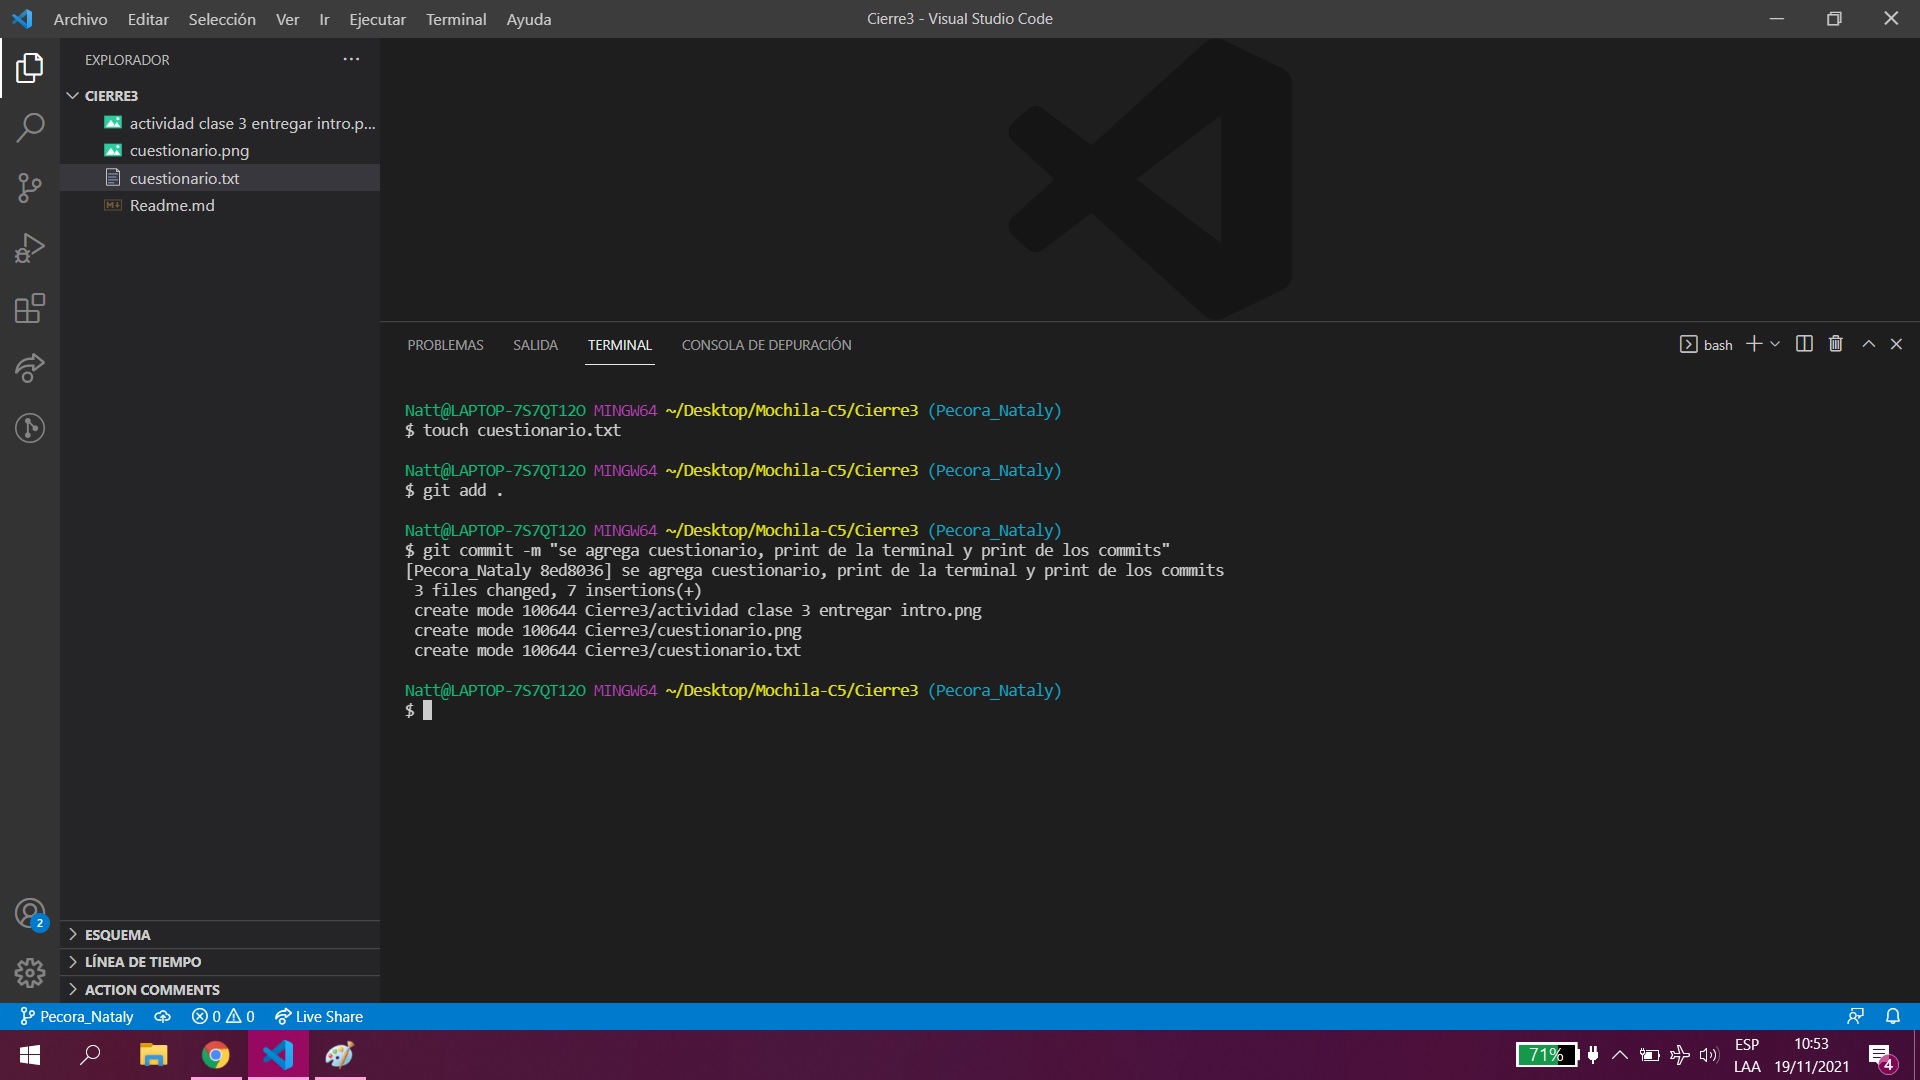 Archivo Editar Selección Ver Ir Ejecutar Terminal Ayuda
Cierre3 - Visual Studio Code
EXPLORADOR
CIERRE3
actividad clase 3 entregar intro.p...
cuestionario.png
cuestionario.txt
Readme.md
PROBLEMAS SALIDA TERMINAL CONSOLA DE DEPURACIÓN
bash
Natt@LAPTOP-7S7QT12O MINGW64 ~/Desktop/Mochila-C5/Cierre3 (Pecora_Nataly)
$ touch cuestionario.txt
Natt@LAPTOP-7S7QT12O MINGW64 ~/Desktop/Mochila-C5/Cierre3 (Pecora_Nataly)
$ git add .
Natt@LAPTOP-7S7QT12O MINGW64 ~/Desktop/Mochila-C5/Cierre3 (Pecora_Nataly)
$ git commit -m "se agrega cuestionario, print de la terminal y print de los commits"
[Pecora_Nataly 8ed8036] se agrega cuestionario, print de la terminal y print de los commits
3 files changed, 7 insertions(+)
create mode 100644 Cierre3/actividad clase 3 entregar intro.png
create mode 100644 Cierre3/cuestionario.png
create mode 100644 Cierre3/cuestionario.txt
Natt@LAPTOP-7S7QT12O MINGW64 ~/Desktop/Mochila-C5/Cierre3 (Pecora_Nataly)
$
2
ESQUEMA
LÍNEA DE TIEMPO
ACTION COMMENTS
Pecora_Nataly 0 0 Live Share
71%
ESP
LAA
10:53
19/11/2021
4